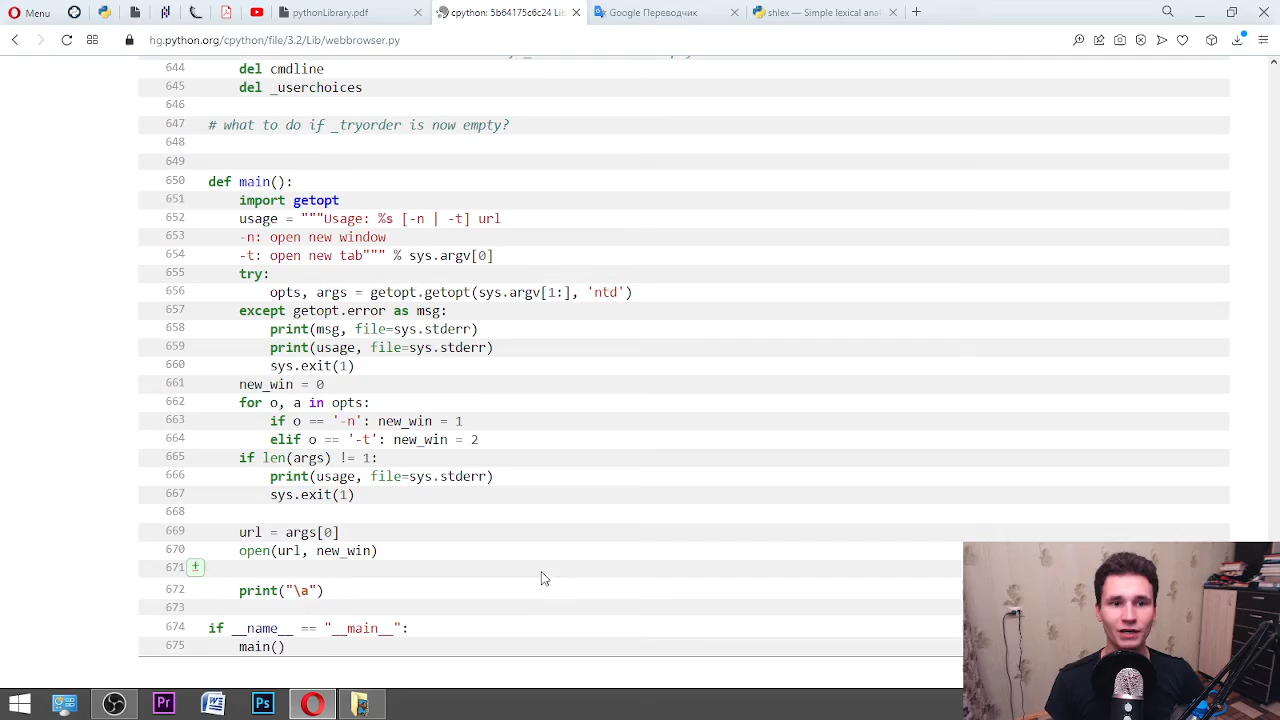 Menu
pythonLibrary.pdf
cpython: 5b64175c6c24 Lib
Google Переводчик
shlex — Simple lexical anal
hg.python.org/cpython/file/3.2/Lib/webbrowser.py
644 del cmdline
645 del _userchoices
646
647 # what to do if _tryorder is now empty?
648
649
650 def main():
651 import getopt
652 usage = """Usage: %s [-n | -t] url
653 -n: open new window
654 -t: open new tab""" % sys.argv[0]
655 try:
656 opts, args = getopt.getopt(sys.argv[1:], 'ntd')
657 except getopt.error as msg:
658 print(msg, file=sys.stderr)
659 print(usage, file=sys.stderr)
660 sys.exit(1)
661 new_win = 0
662 for o, a in opts:
663 if o == '-n': new_win = 1
664 elif o == '-t': new_win = 2
665 if len(args) != 1:
666 print(usage, file=sys.stderr)
667 sys.exit(1)
668
669 url = args[0]
670 open(url, new_win)
671 ±
672 print("\a")
673
674 if __name__ == "__main__":
675 main()
Pr
Ps